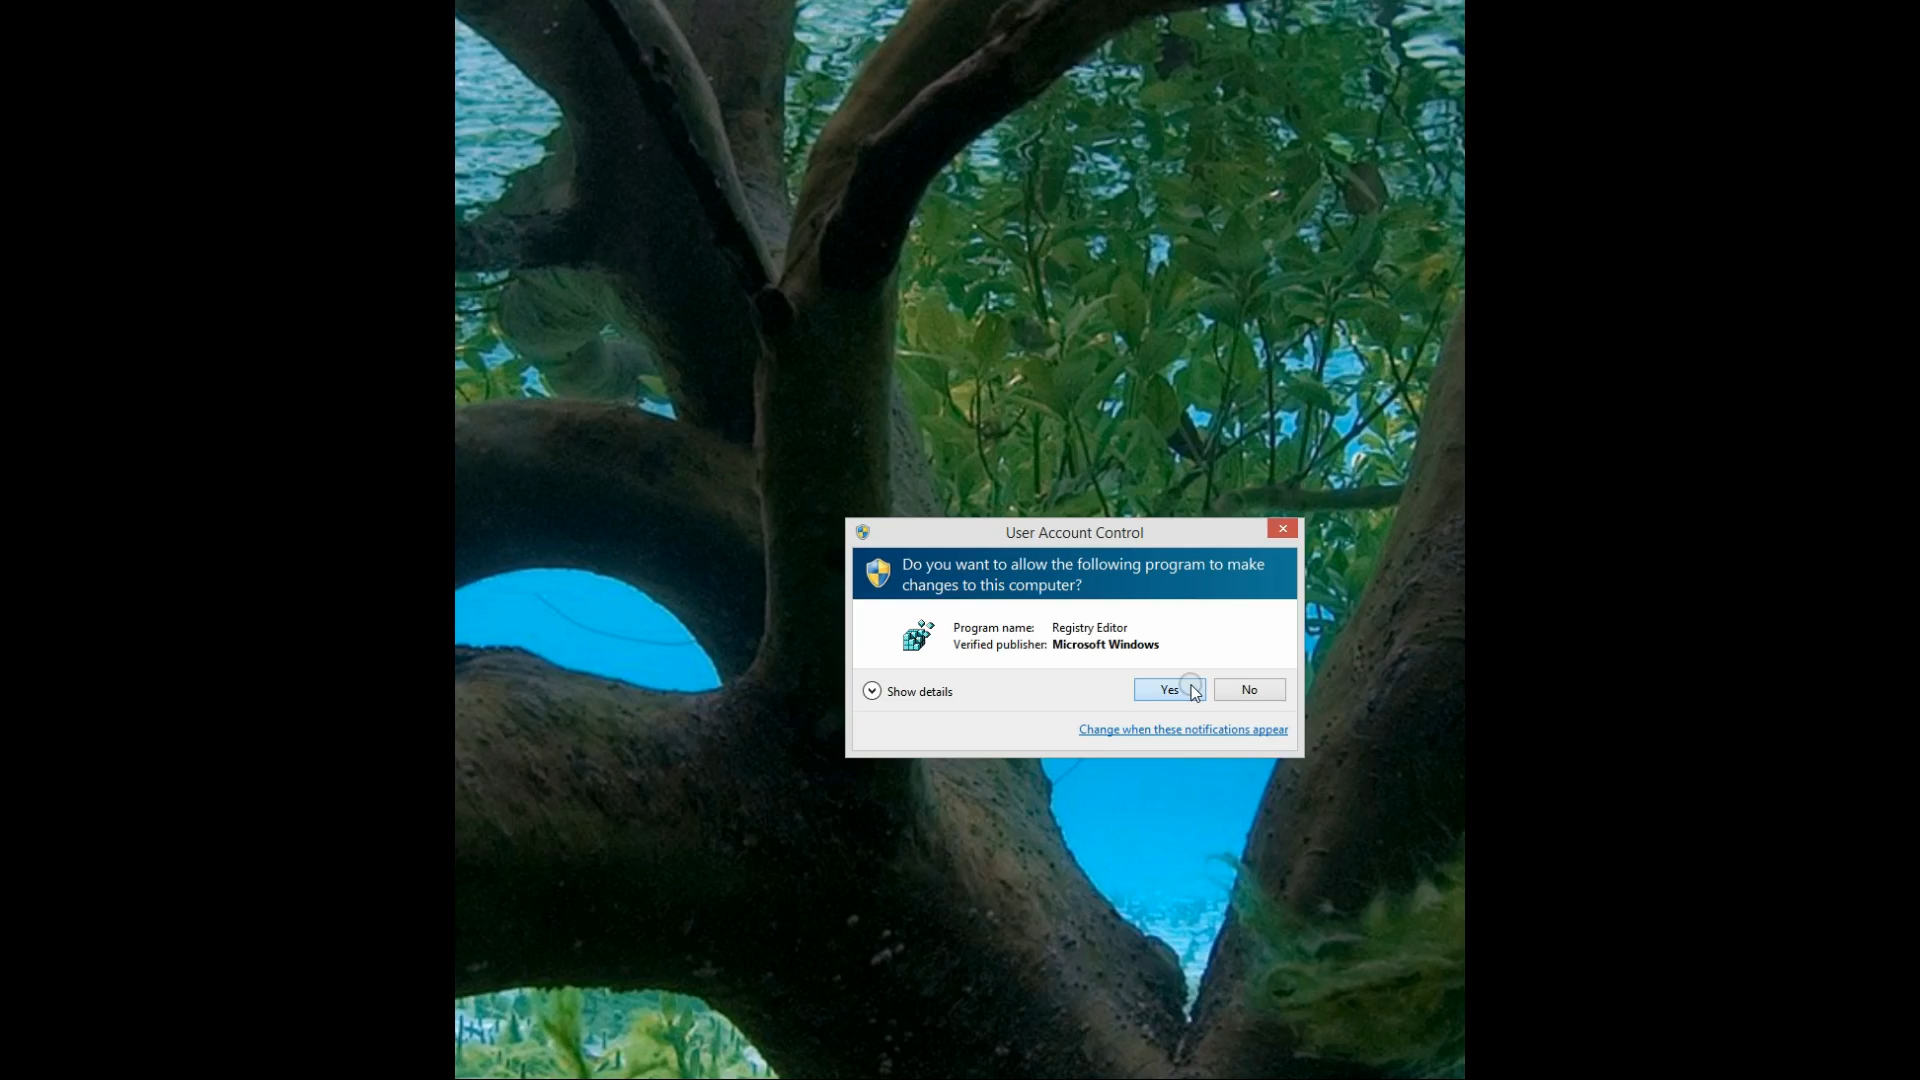 User Account Control
Do you want to allow the following program to make
changes to this computer?
Program name: Registry Editor
Verified publisher: Microsoft Windows
Show details
Yes
No
Change when these notifications appear